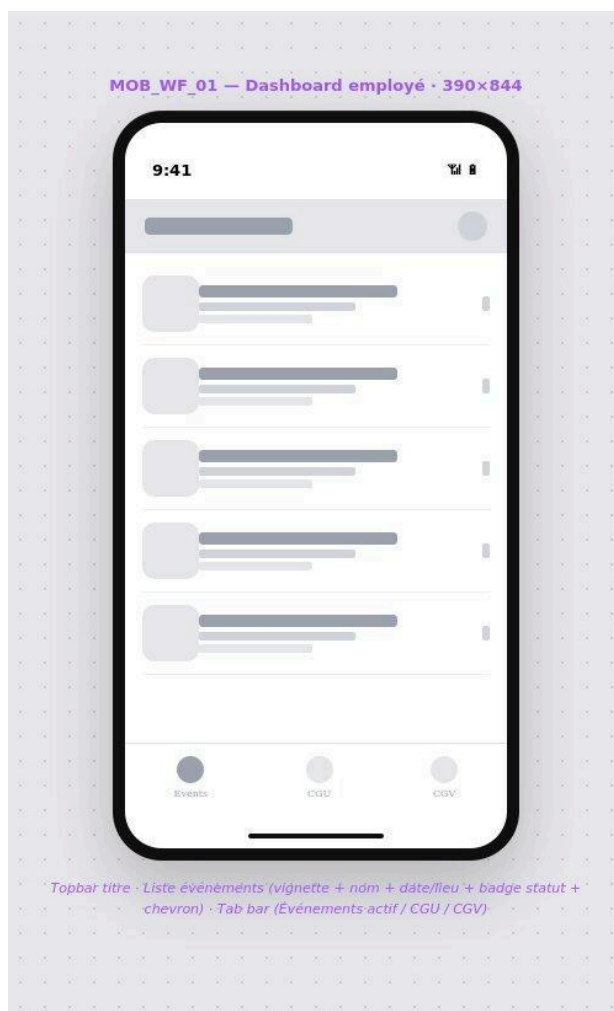 MOB_WF_01 — Dashboard employé · 390×844
9:41
Events
CGU
CGV
Topbar titre · Liste événements (vignette + nom + date/lieu + badge statut +
chevron) · Tab bar (Événements actif / CGU / CGV)